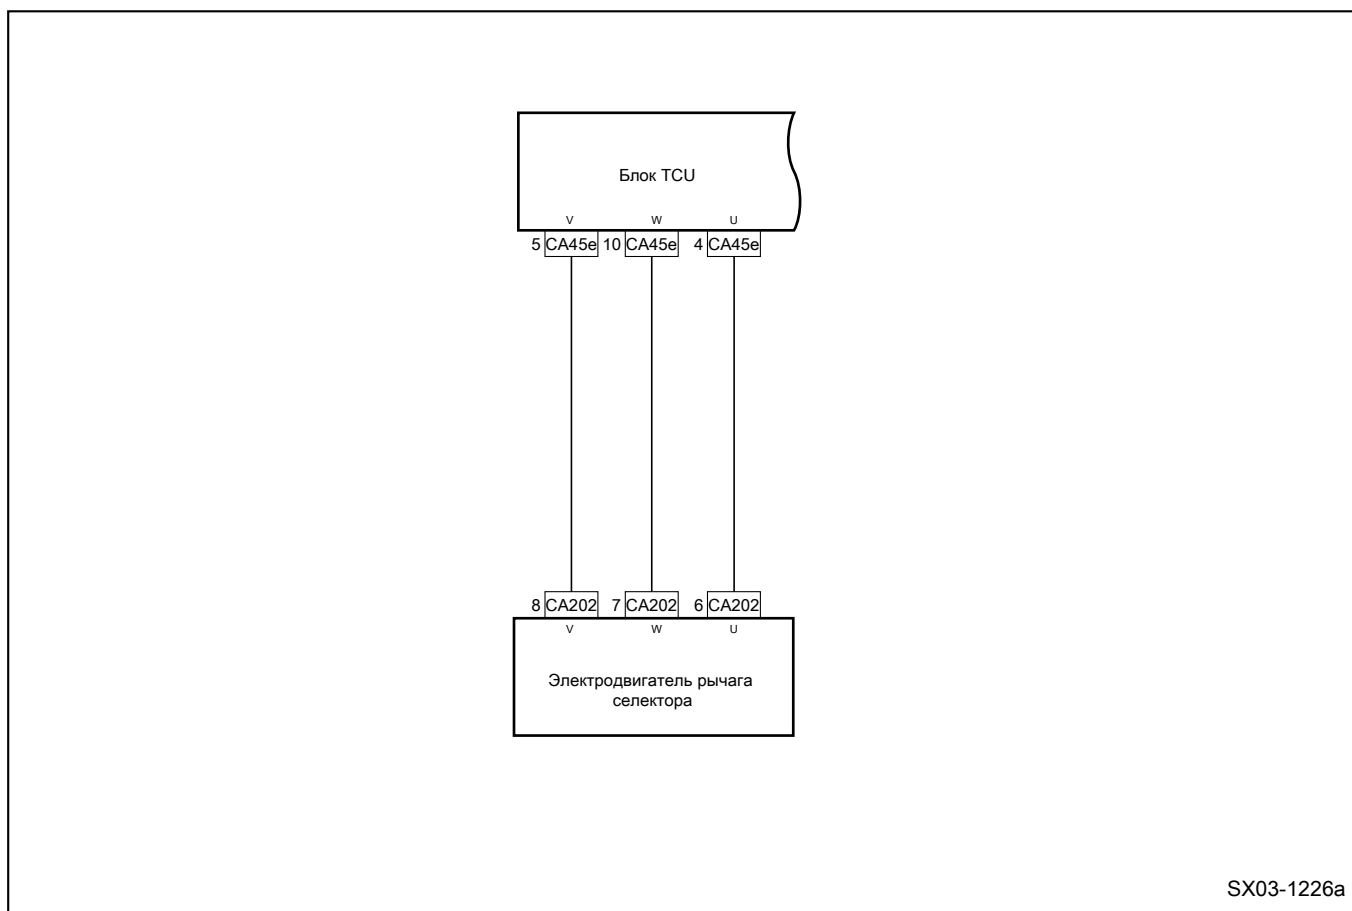 Блок TCU
V W U
5 CA45e 10 CA45e 4 CA45e
8 CA202 7 CA202 6 CA202
V W U
Электродвигатель рычага
селектора
SX03-1226a